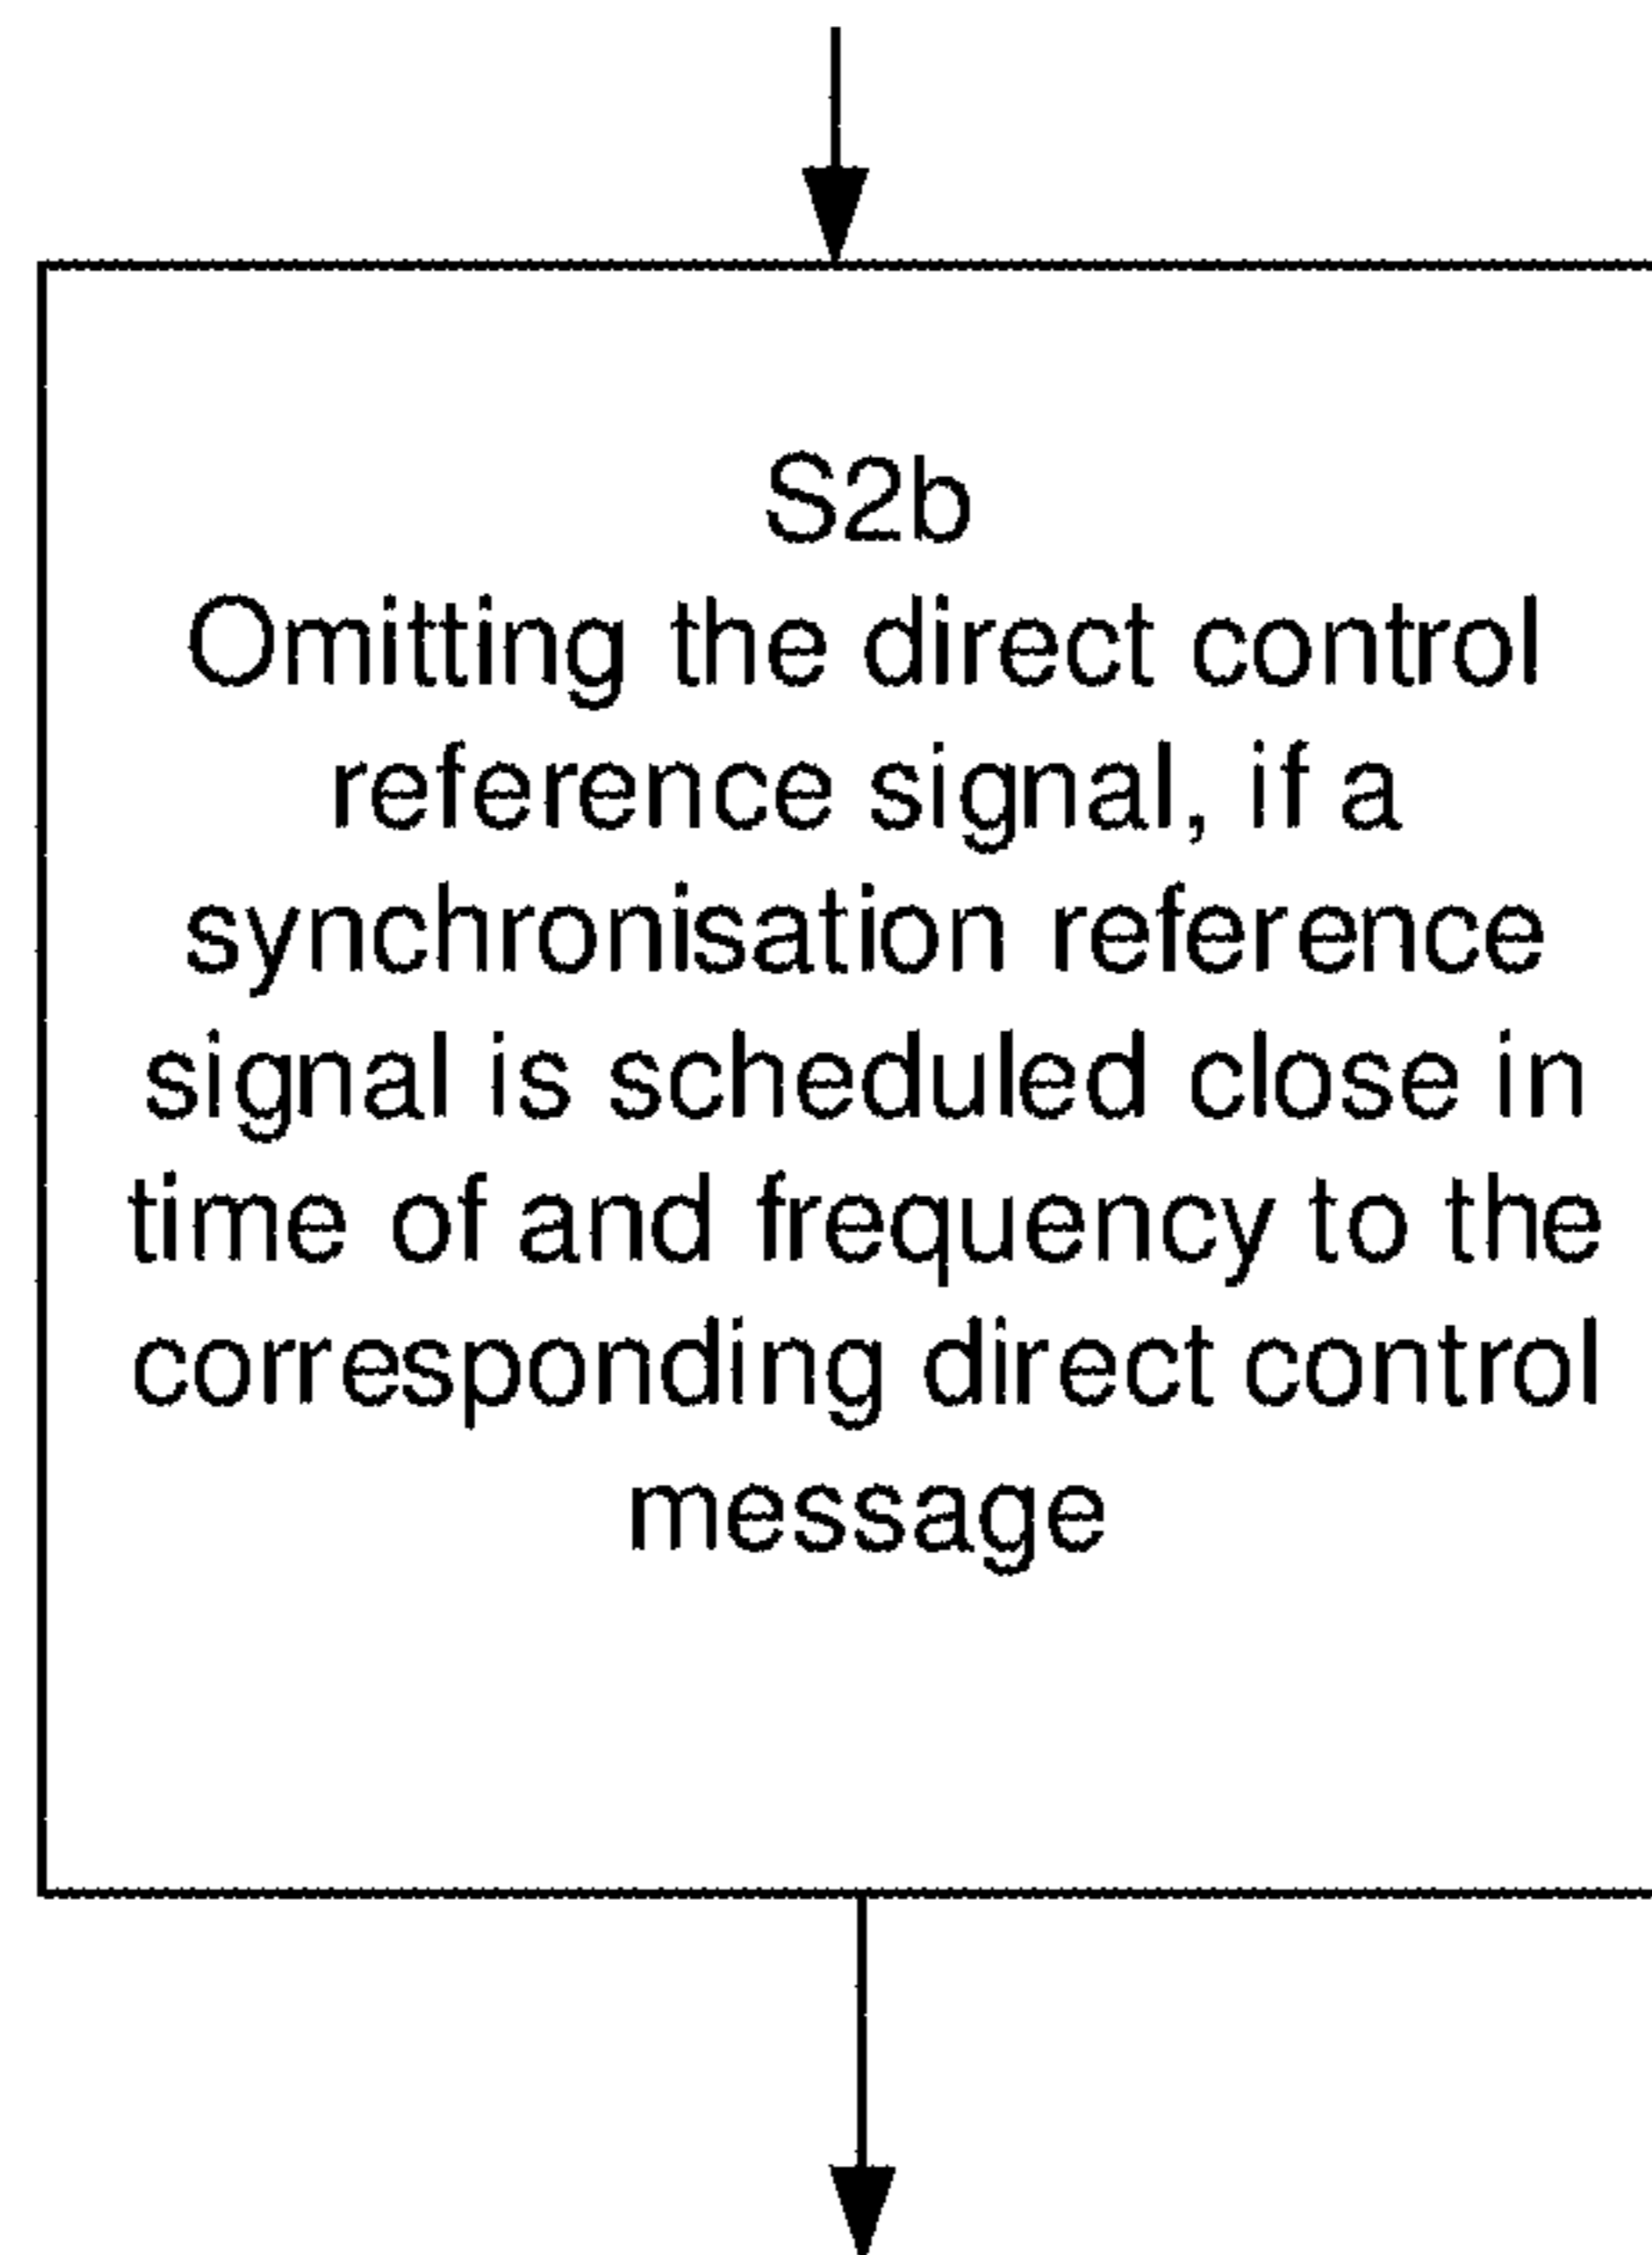 S2b
Omitting the direct control
reference signal, if a
synchronisation reference
signal is scheduled close in
time of and frequency to the
corresponding direct control
message